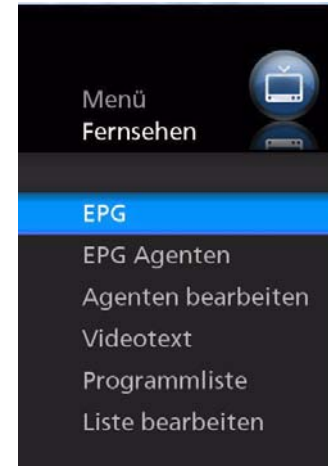 Menü
Fernsehen
EPG
EPG Agenten
Agenten bearbeiten
Videotext
Programmliste
Liste bearbeiten